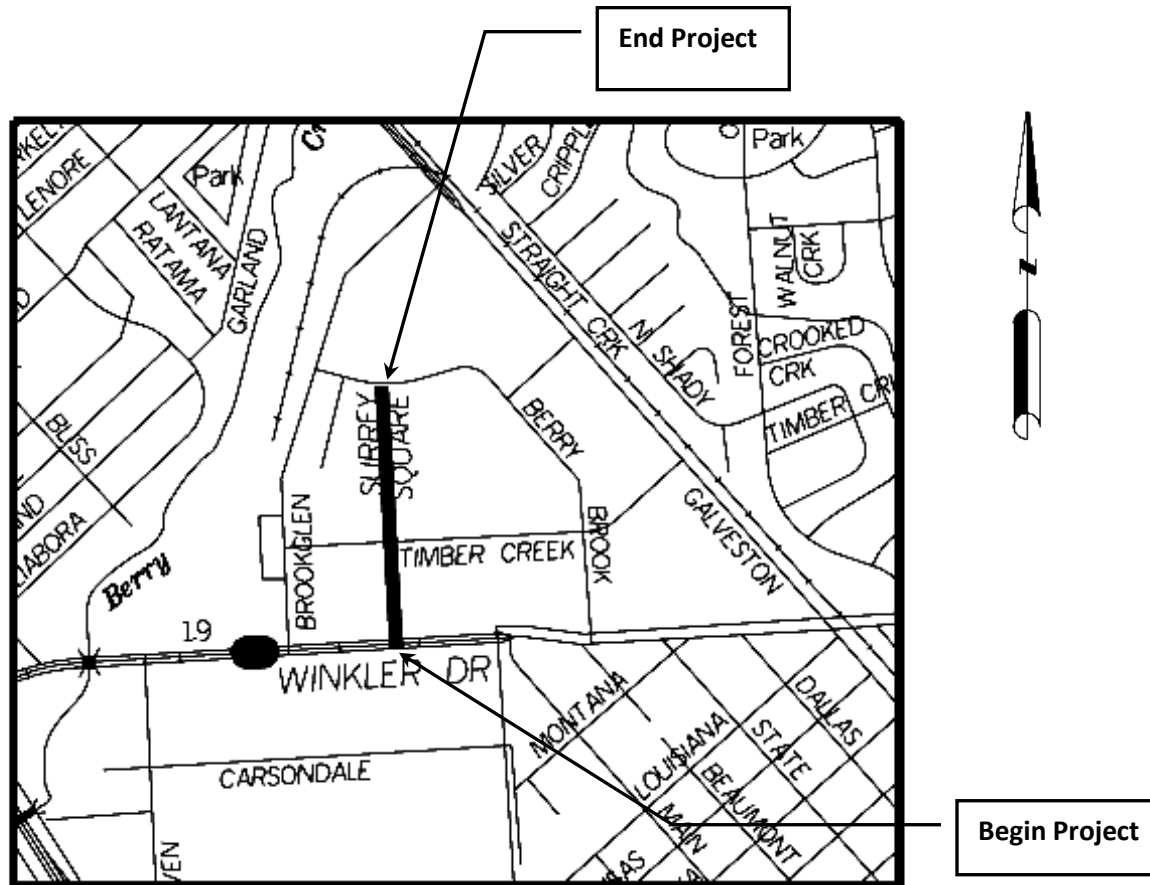 End Project
Park
LENORE
LANTANA
RATAMA
GARLAND
SILVER
CRIPPLE
Park
WALNUT
CRK
STRAIGHT CRK
N SHADY
FOREST
CROOKED
CRK
TIMBER CRK
BLISS
SURREY
SQUARE
BERRY
BROOK
GALVESTON
BROOKGLEN
TIMBER CREEK
Berry
19
WINKLER DR
CARSONDALE
MONTANA
LOUISIANA
MAIN
BEAUMONT
STATE
DALLAS
Begin Project
N